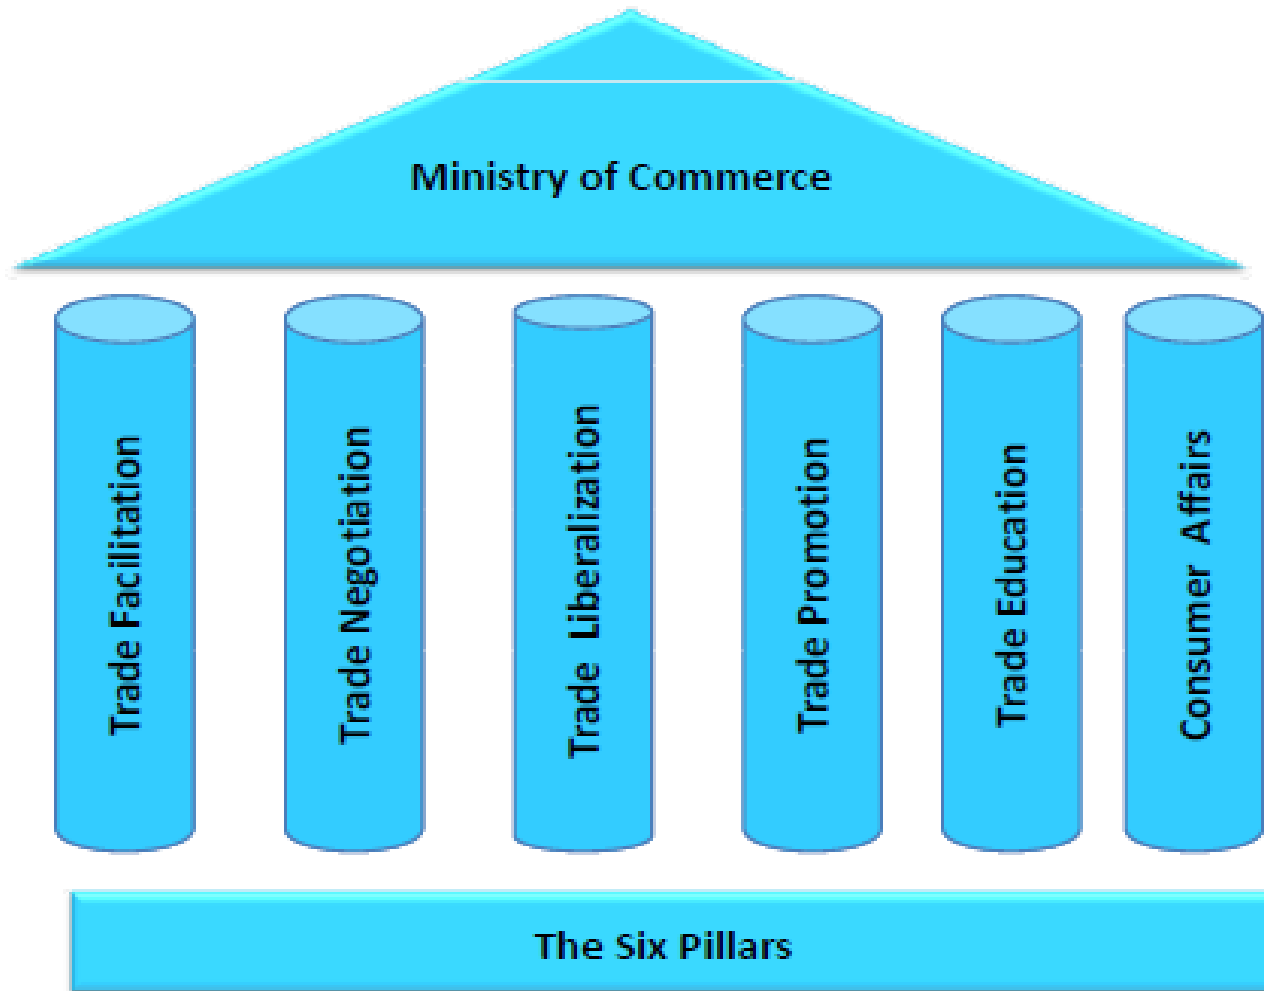 Ministry of Commerce
Trade Facilitation
Trade Negotiation
Trade Liberalization
Trade Promotion
Trade Education
Consumer Affairs
The Six Pillars